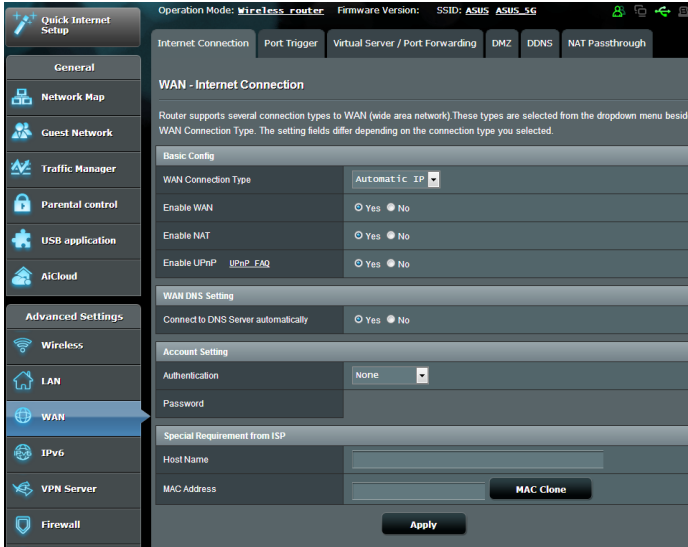 Quick Internet
Setup
Operation Mode: Wireless router Firmware Version: SSID: ASUS ASUS_5G
Internet Connection Port Trigger Virtual Server / Port Forwarding DMZ DDNS NAT Passthrough
General
Network Map
Guest Network
Traffic Manager
Parental control
USB application
AiCloud
Advanced Settings
Wireless
LAN
WAN
IPv6
VPN Server
Firewall
WAN - Internet Connection
Router supports several connection types to WAN (wide area network).These types are selected from the dropdown menu besid
WAN Connection Type. The setting fields differ depending on the connection type you selected.
Basic Config
WAN Connection Type Automatic IP
Enable WAN Yes No
Enable NAT Yes No
Enable UPnP UPnP FAQ Yes No
WAN DNS Setting
Connect to DNS Server automatically Yes No
Account Setting
Authentication None
Password
Special Requirement from ISP
Host Name
MAC Address MAC Clone
Apply